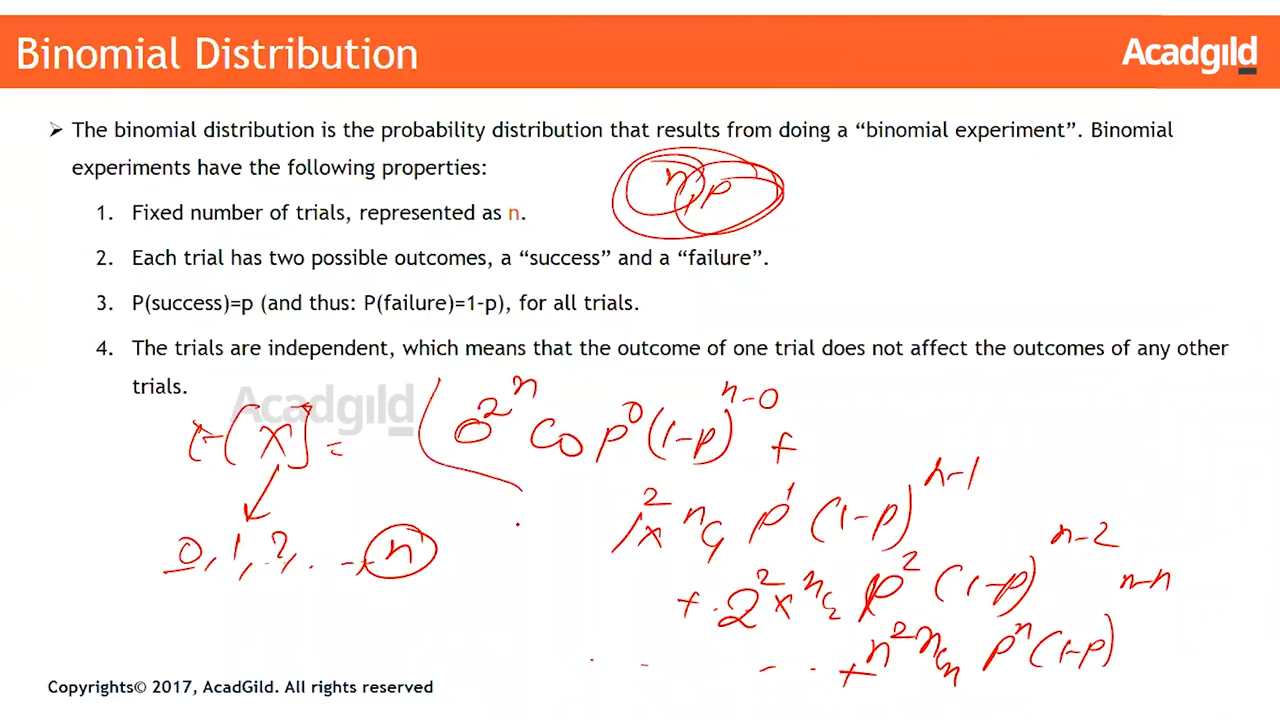 Binomial Distribution
Acadgild
➢ The binomial distribution is the probability distribution that results from doing a “binomial experiment”. Binomial
experiments have the following properties:
n, p
1. Fixed number of trials, represented as n.
2. Each trial has two possible outcomes, a “success” and a “failure”.
3. P(success)=p (and thus: P(failure)=1-p), for all trials.
4. The trials are independent, which means that the outcome of one trial does not affect the outcomes of any other
trials.
Acadgild
E[X] = 0² ⁿC₀ p⁰ (1-p)ⁿ⁻⁰ +
1² x ⁿC₁ p¹ (1-p)ⁿ⁻¹
0, 1, 2, . - , n
+ 2² x ⁿC₂ p² (1-p)ⁿ⁻²
+ n² ⁿCₙ pⁿ (1-p)ⁿ⁻ⁿ
Copyrights© 2017, AcadGild. All rights reserved